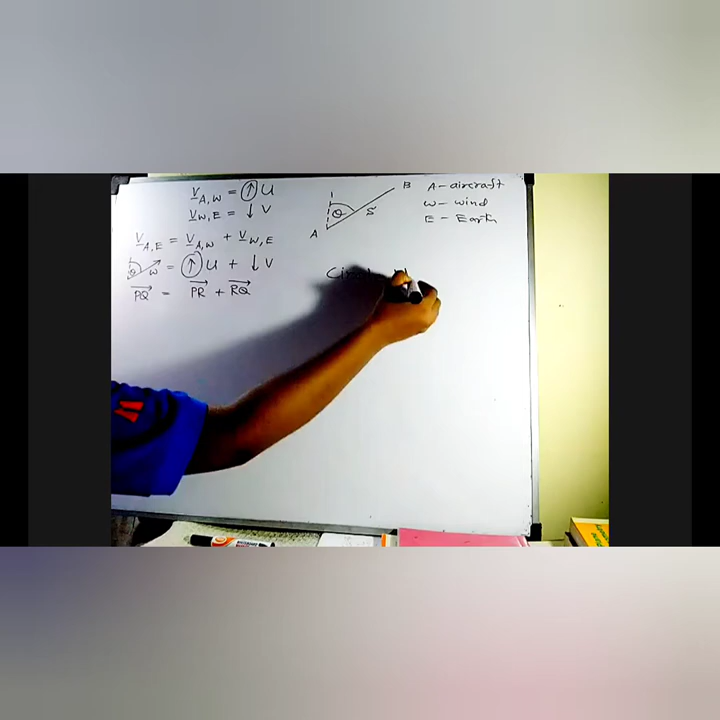 V A,W = ↑ U
V W,E = ↓ V
V A,E = V A,W + V W,E
θ W = ↑ U + ↓ V
PQ = PR + RQ
A θ S B
A - aircraft
W - wind
E - Earth